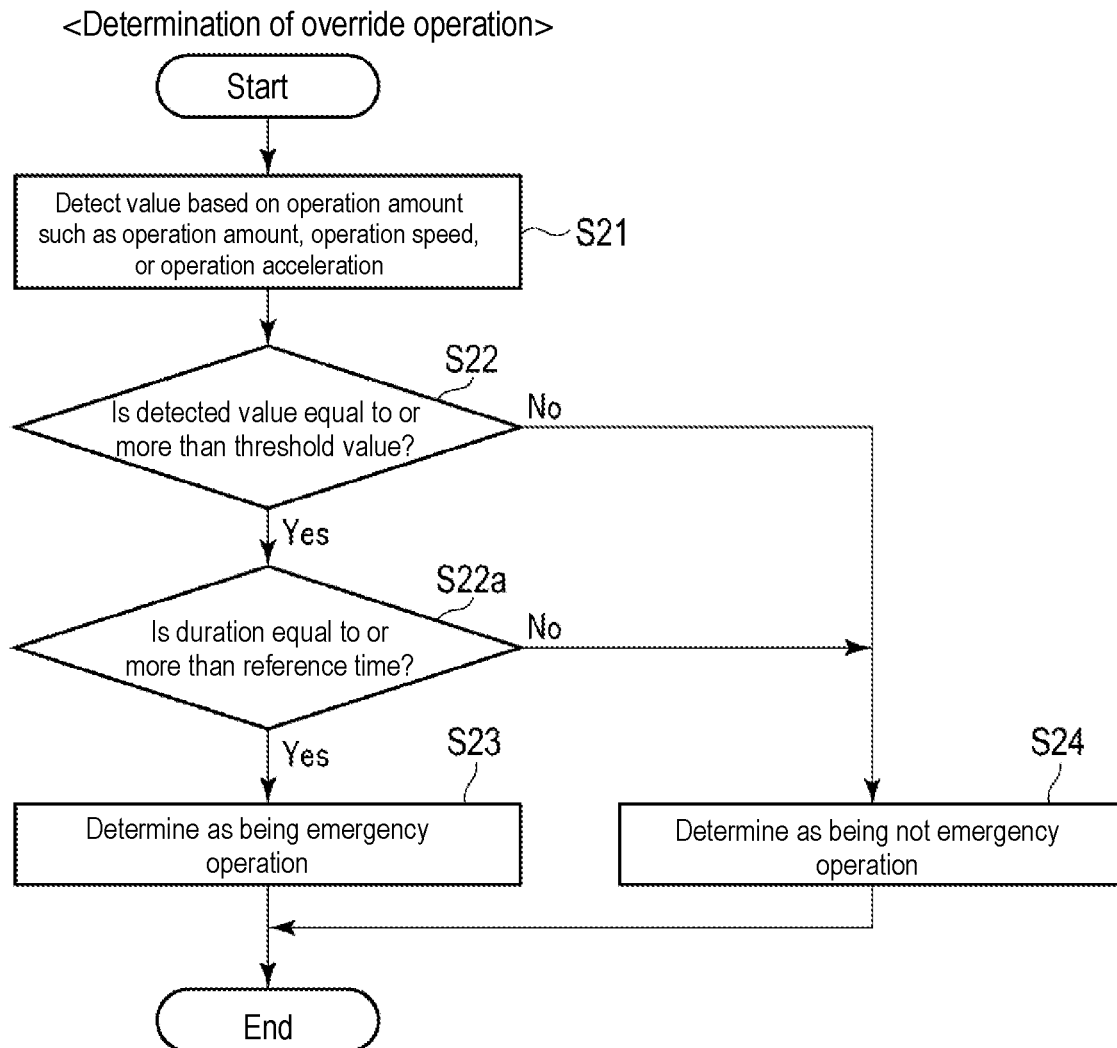 <Determination of override operation>
Start
Detect value based on operation amount
such as operation amount, operation speed,
or operation acceleration
S21
S22
Is detected value equal to or
more than threshold value?
No
Yes
S22a
Is duration equal to or
more than reference time?
No
Yes
S23
Determine as being emergency
operation
S24
Determine as being not emergency
operation
End